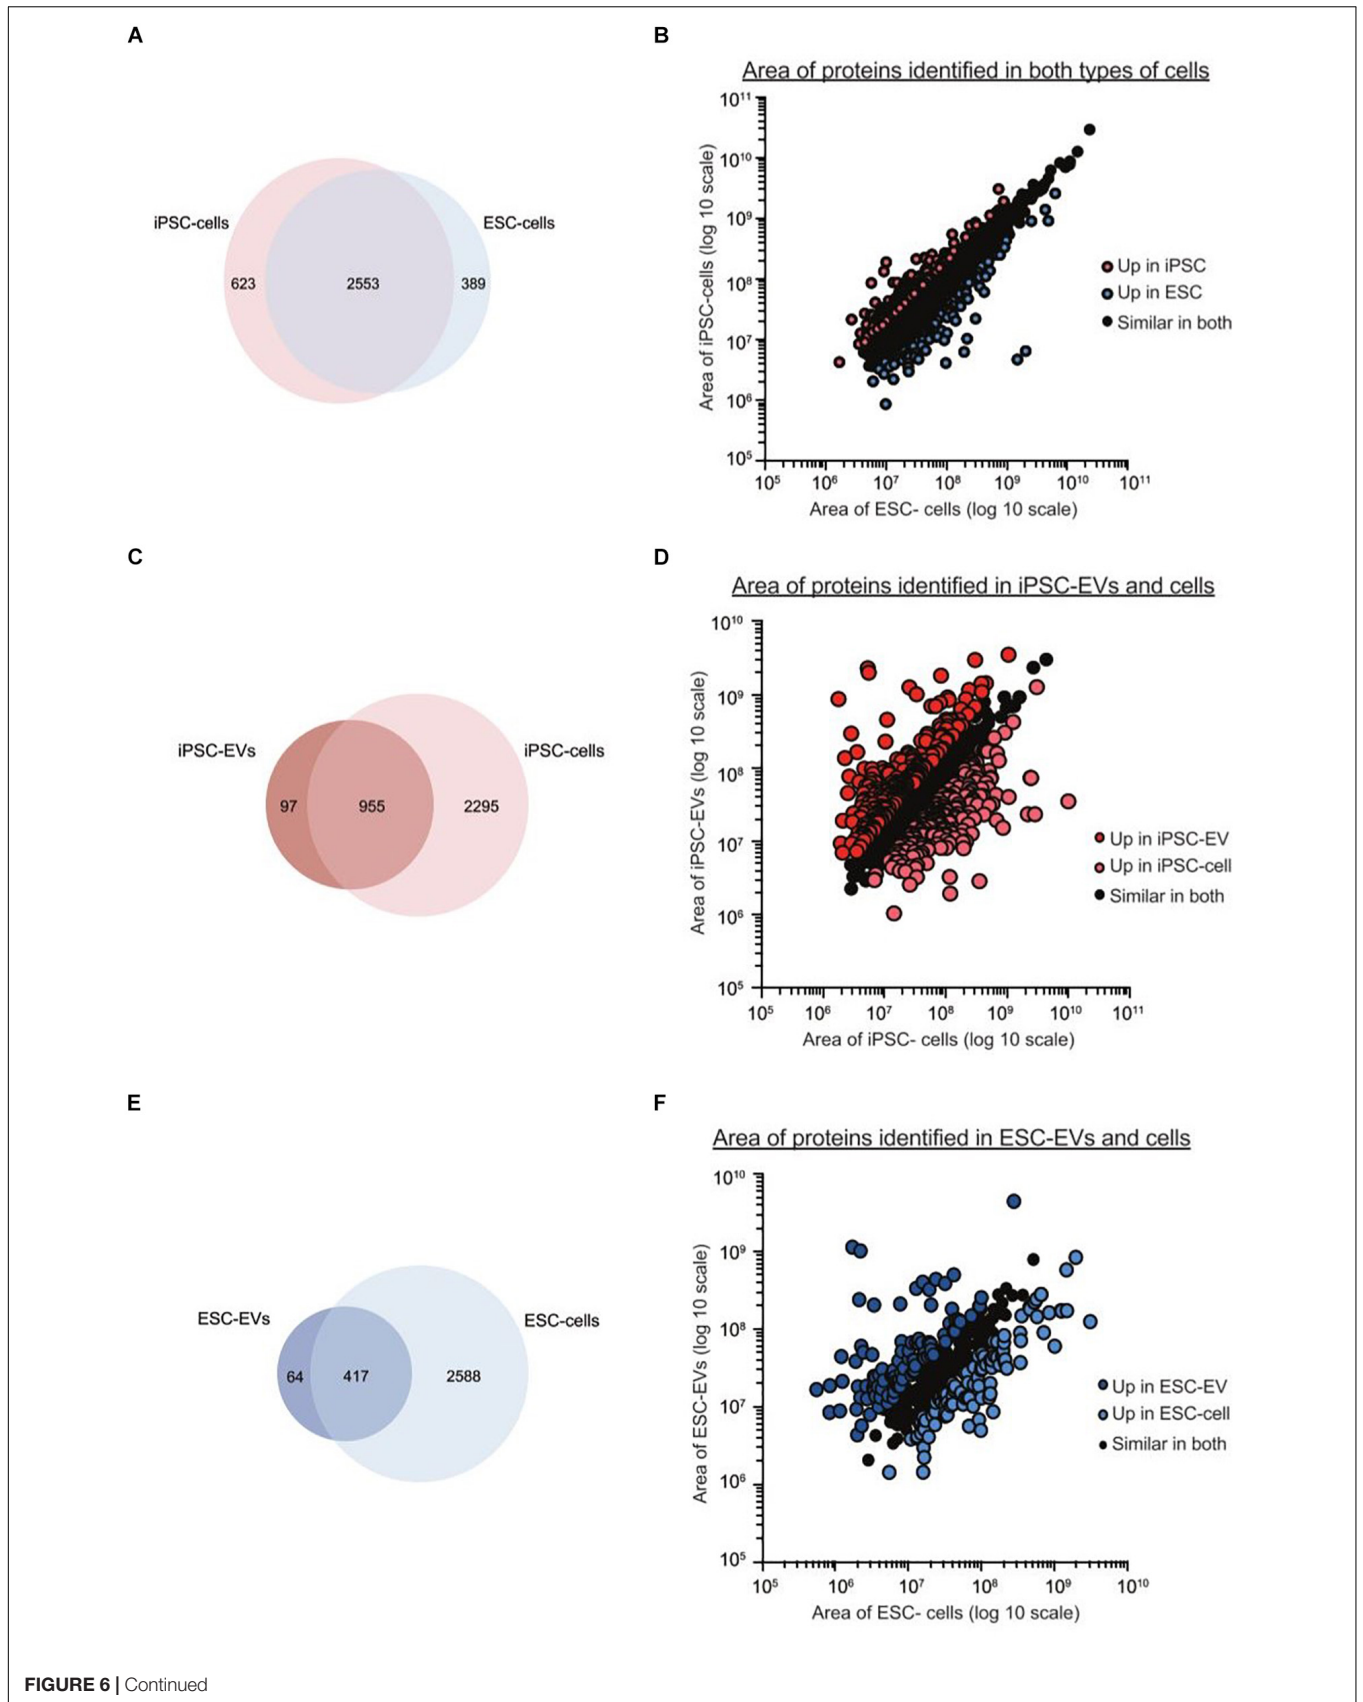 A
iPSC-cells
ESC-cells
623
2553
389
B
Area of proteins identified in both types of cells
Area of iPSC-cells (log 10 scale)
10¹¹
10¹⁰
10⁹
10⁸
10⁷
10⁶
10⁵
10⁵ 10⁶ 10⁷ 10⁸ 10⁹ 10¹⁰ 10¹¹
Area of ESC- cells (log 10 scale)
Up in iPSC
Up in ESC
Similar in both
C
iPSC-EVs
iPSC-cells
97
955
2295
D
Area of proteins identified in iPSC-EVs and cells
Area of iPSC-EVs (log 10 scale)
10¹⁰
10⁹
10⁸
10⁷
10⁶
10⁵
10⁵ 10⁶ 10⁷ 10⁸ 10⁹ 10¹⁰ 10¹¹
Area of iPSC- cells (log 10 scale)
Up in iPSC-EV
Up in iPSC-cell
Similar in both
E
ESC-EVs
ESC-cells
64
417
2588
F
Area of proteins identified in ESC-EVs and cells
Area of ESC-EVs (log 10 scale)
10¹⁰
10⁹
10⁸
10⁷
10⁶
10⁵
10⁵ 10⁶ 10⁷ 10⁸ 10⁹ 10¹⁰
Area of ESC- cells (log 10 scale)
Up in ESC-EV
Up in ESC-cell
Similar in both
FIGURE 6 | Continued